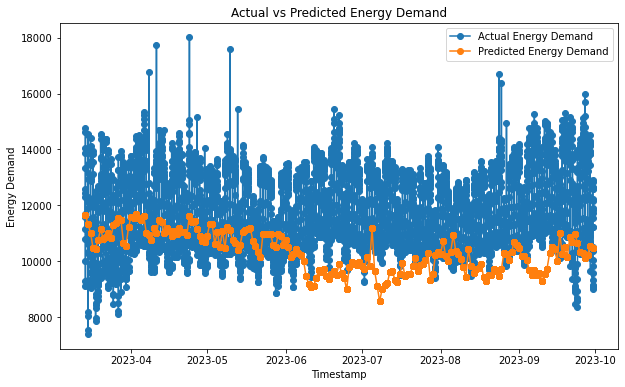 Actual vs Predicted Energy Demand
Actual Energy Demand
Predicted Energy Demand
18000
16000
14000
12000
10000
8000
Energy Demand
2023-04
2023-05
2023-06
2023-07
2023-08
2023-09
2023-10
Timestamp